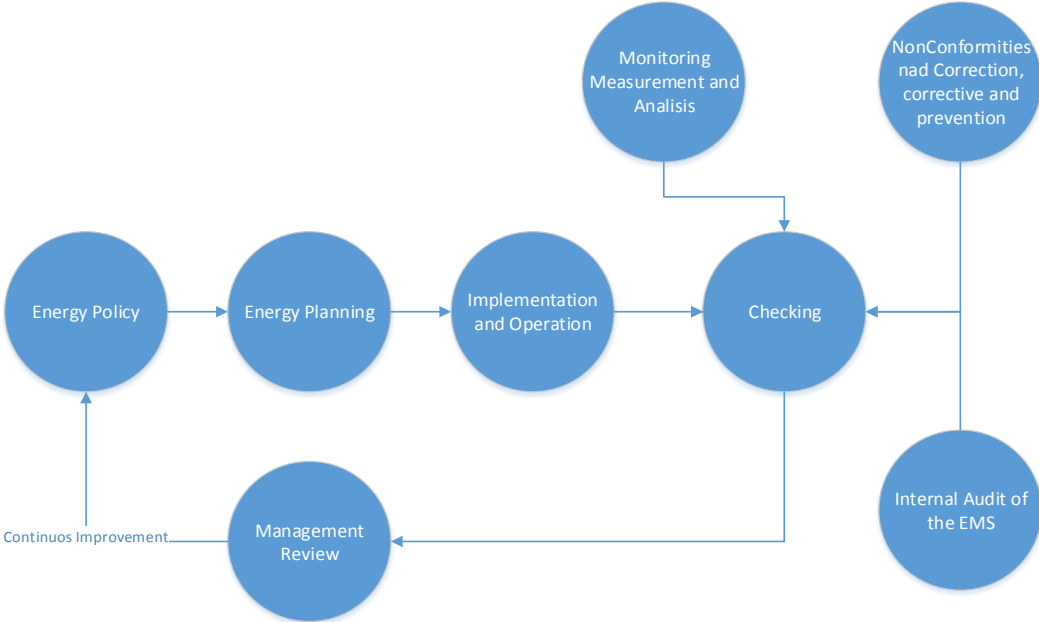 Monitoring
Measurement and
Analisis
NonConformities
nad Correction,
corrective and
prevention
Energy Policy
Energy Planning
Implementation
and Operation
Checking
Continuos Improvement
Management
Review
Internal Audit of
the EMS